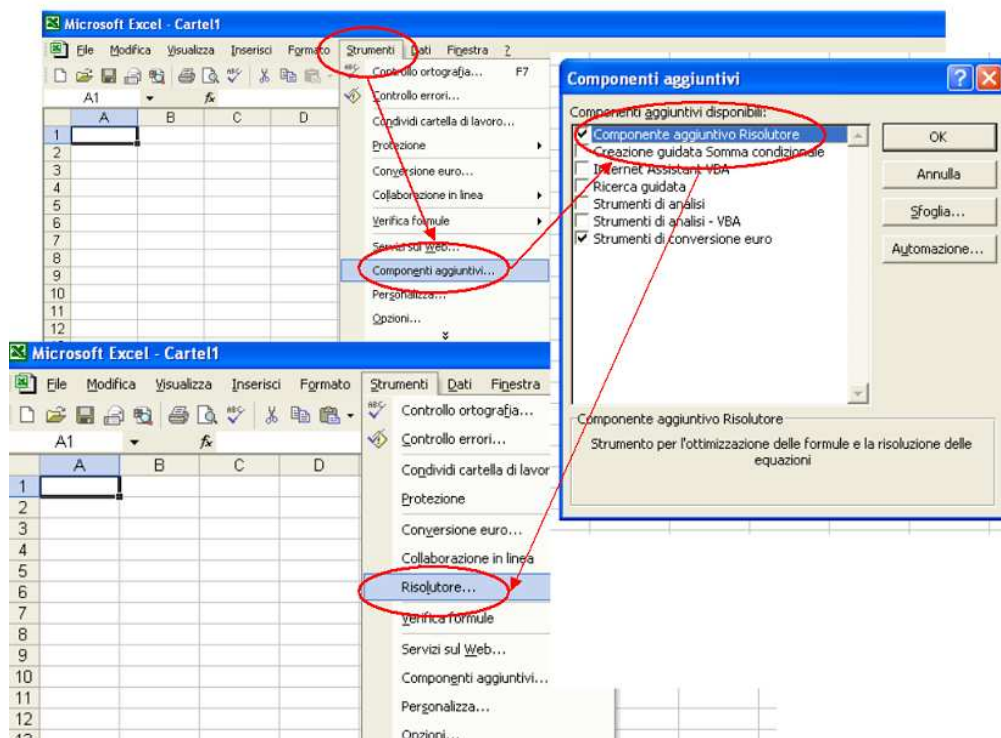 Microsoft Excel - Cartel1
File Modifica Visualizza Inserisci Formato Strumenti Dati Finestra ?
A1 fx
A B C D
1
2
3
4
5
6
7
8
9
10
11
12
Controllo ortografia... F7
Controllo errori...
Condividi cartella di lavoro...
Protezione
Conversione euro...
Collaborazione in linea
Verifica formule
Servizi sul Web...
Componenti aggiuntivi...
Personalizza...
Opzioni...
Componenti aggiuntivi
Componenti aggiuntivi disponibili:
Componente aggiuntivo Risolutore
Creazione guidata Somma condizionale
Internet Assistant VBA
Ricerca guidata
Strumenti di analisi
Strumenti di analisi - VBA
Strumenti di conversione euro
OK
Annulla
Sfoglia...
Automazione...
Componente aggiuntivo Risolutore
Strumento per l'ottimizzazione delle formule e la risoluzione delle
equazioni
Microsoft Excel - Cartel1
File Modifica Visualizza Inserisci Formato Strumenti Dati Finestra
A1 fx
A B C D
1
2
3
4
5
6
7
8
9
10
11
12
13
Controllo ortografia...
Controllo errori...
Condividi cartella di lavor
Protezione
Conversione euro...
Collaborazione in linea
Risolutore...
Verifica formule
Servizi sul Web...
Componenti aggiuntivi...
Personalizza...
Opzioni...